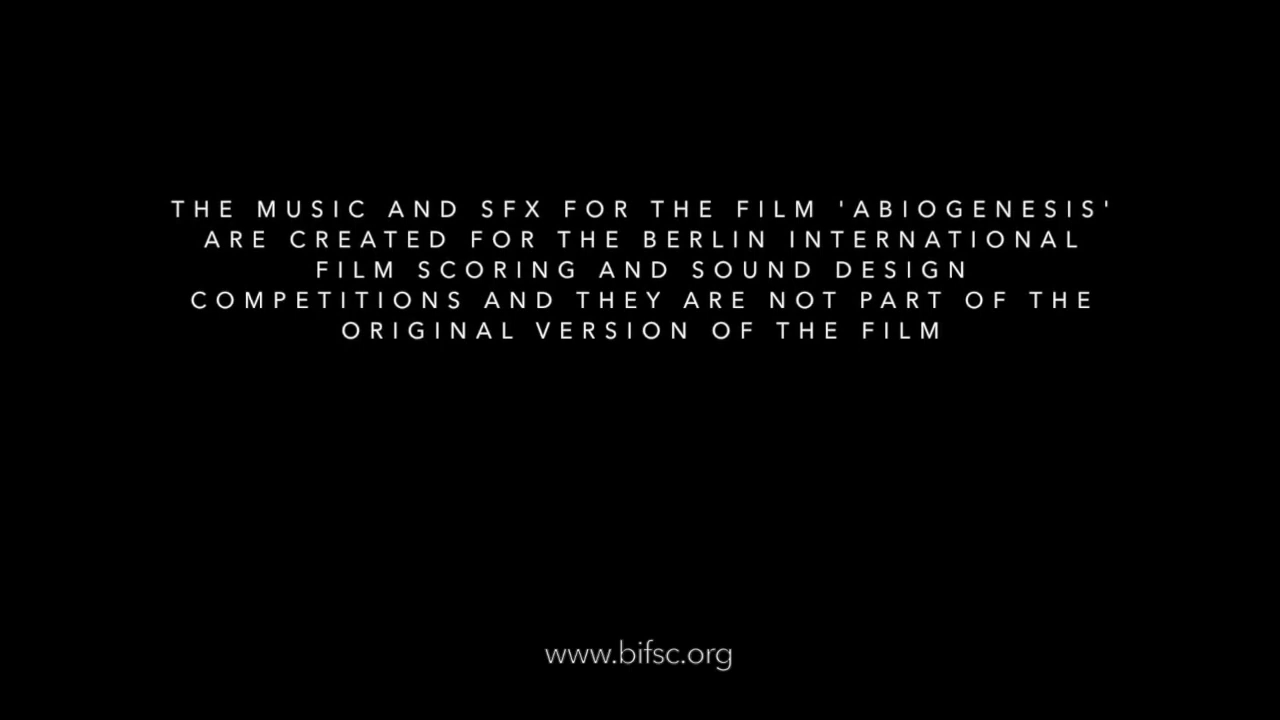 THE MUSIC AND SFX FOR THE FILM 'ABIOGENESIS'
ARE CREATED FOR THE BERLIN INTERNATIONAL
FILM SCORING AND SOUND DESIGN
COMPETITIONS AND THEY ARE NOT PART OF THE
ORIGINAL VERSION OF THE FILM
www.bifsc.org